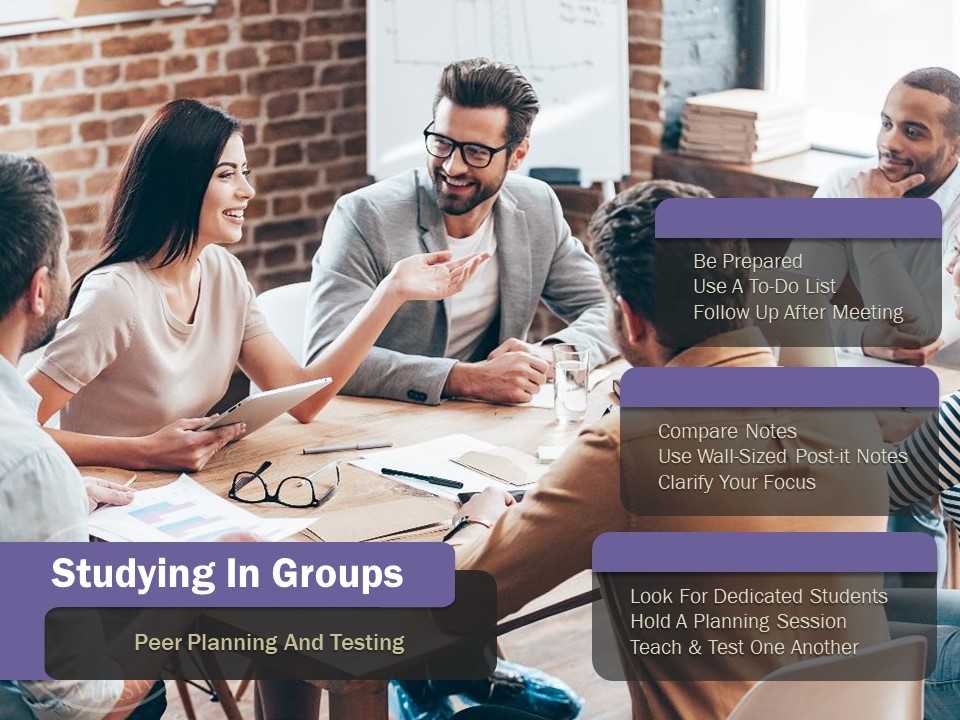 Be Prepared
Use A To-Do List
Follow Up After Meeting
Compare Notes
Use Wall-Sized Post-it Notes
Clarify Your Focus
Studying In Groups
Peer Planning And Testing
Look For Dedicated Students
Hold A Planning Session
Teach & Test One Another